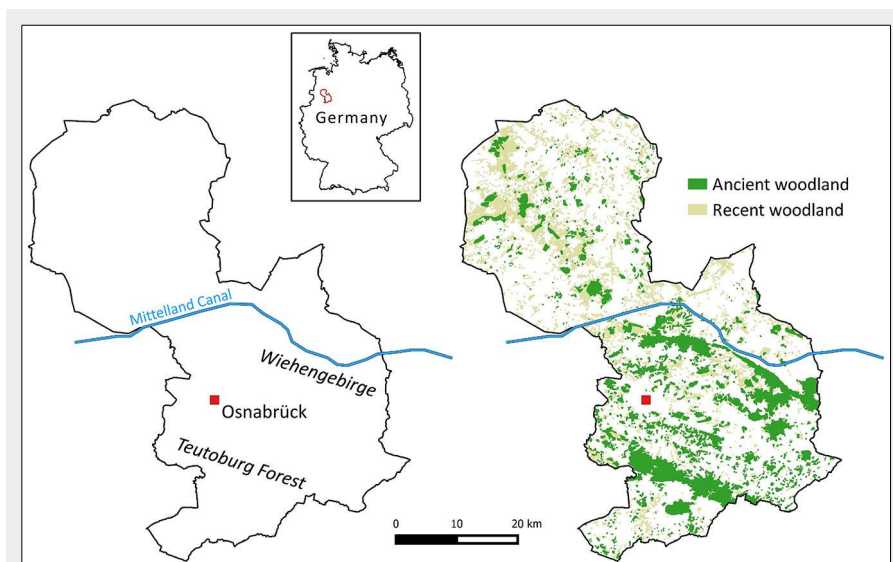 Germany
Mittelland Canal
Wiehengebirge
Osnabrück
Teutoburg Forest
0 10 20 km
Ancient woodland
Recent woodland